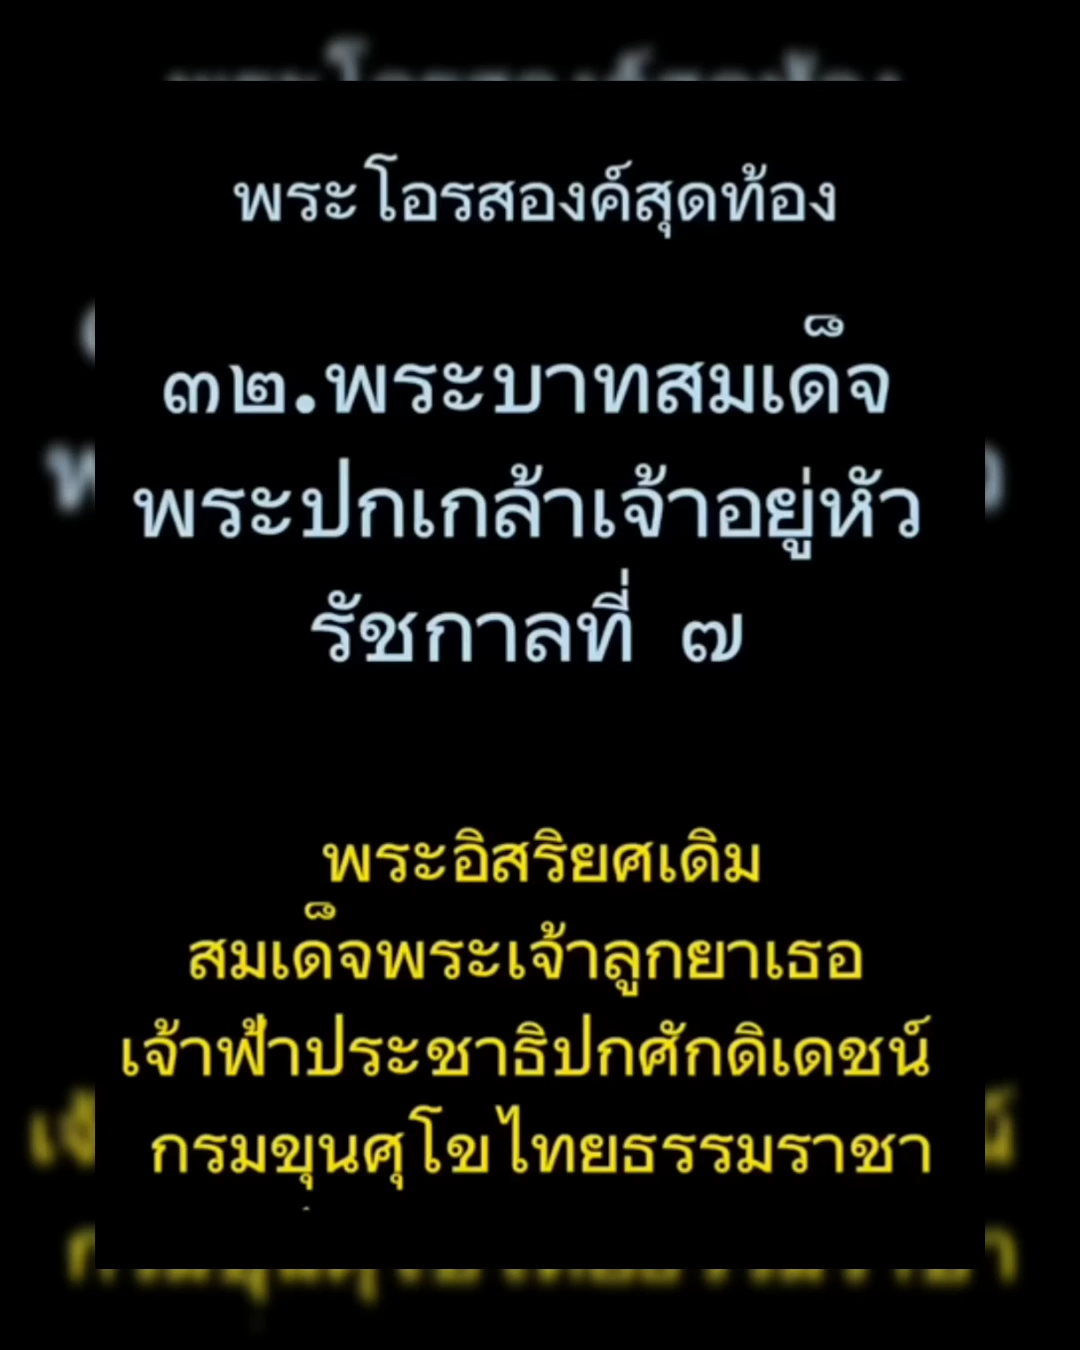 พระโอรสองค์สุดท้อง
๓๒.พระบาทสมเด็จ
พระปกเกล้าเจ้าอยู่หัว
รัชกาลที่ ๗
พระอิสริยศเดิม
สมเด็จพระเจ้าลูกยาเธอ
เจ้าฟ้าประชาธิปกศักดิเดชน์
กรมขุนศุโขไทยธรรมราชา